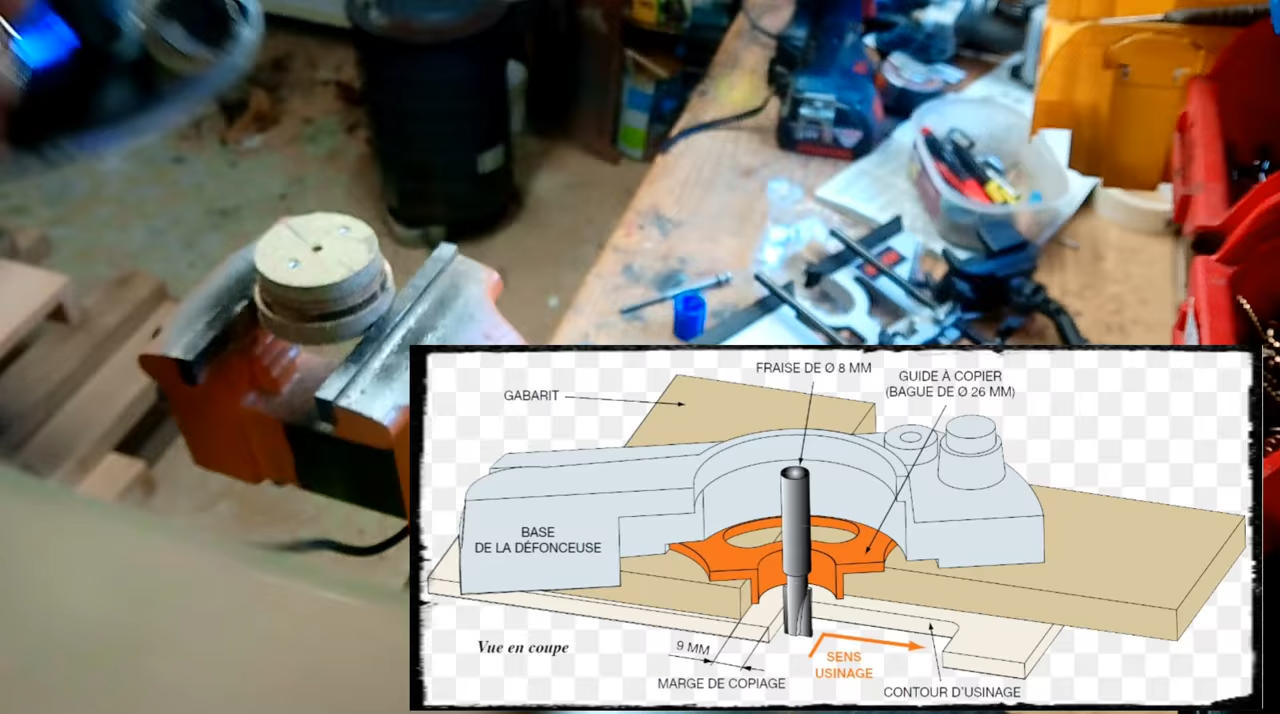 FRAISE DE Ø 8 MM
GUIDE À COPIER
(BAGUE DE Ø 26 MM)
GABARIT
BASE
DE LA DÉFONCEUSE
Vue en coupe
9 MM
SENS
USINAGE
MARGE DE COPIAGE
CONTOUR D'USINAGE